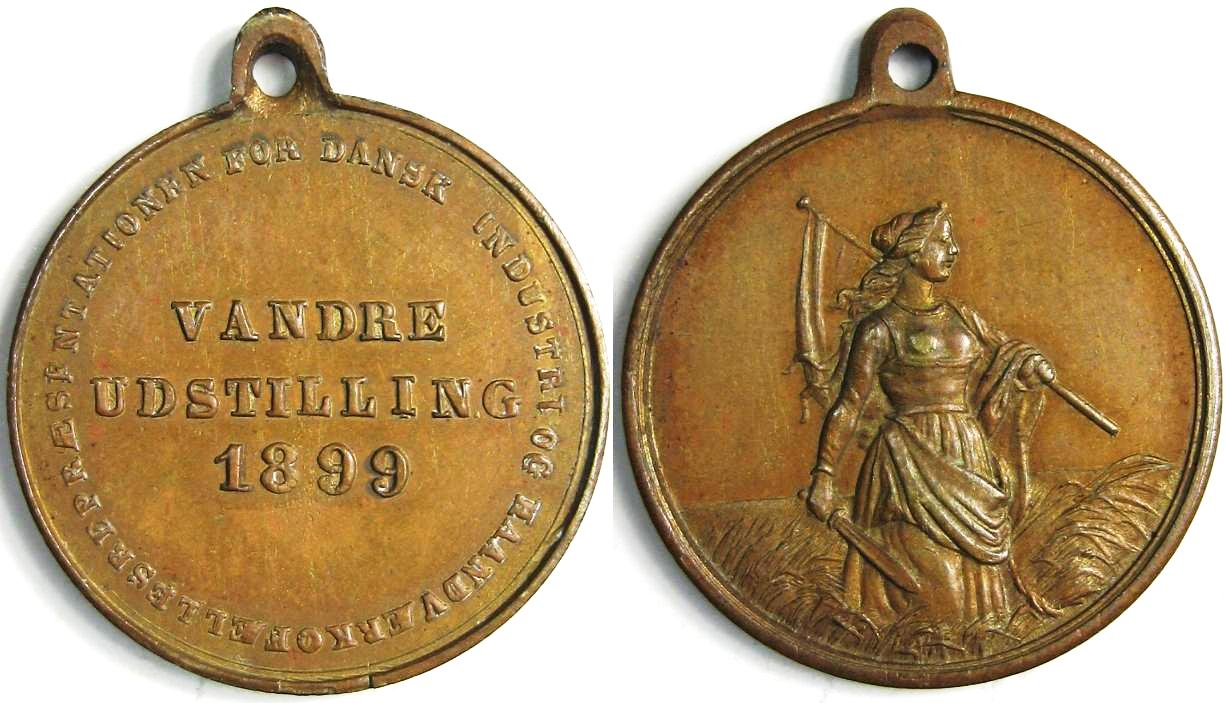 FÆLLESREPRÆSENTATIONEN FOR DANSK INDUSTRI OG HAANDVÆRK
VANDRE
UDSTILLING
1899